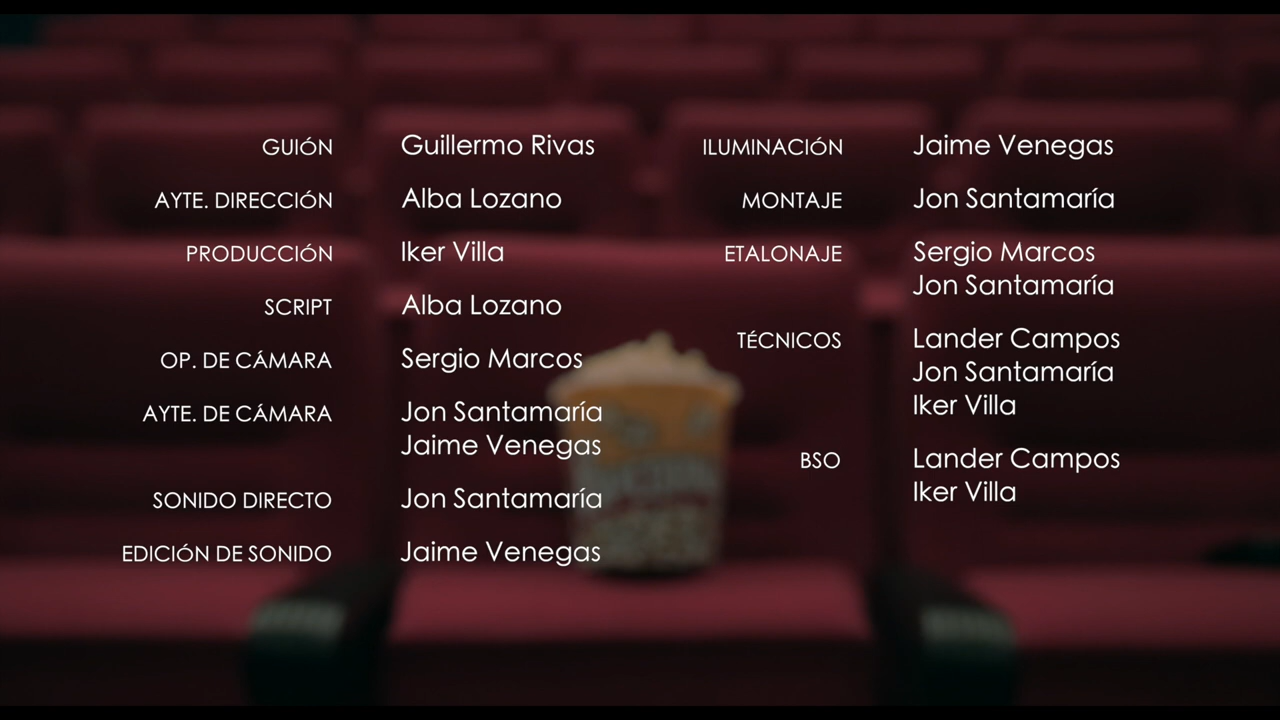 GUIÓN Guillermo Rivas
AYTE. DIRECCIÓN Alba Lozano
PRODUCCIÓN Iker Villa
SCRIPT Alba Lozano
OP. DE CÁMARA Sergio Marcos
AYTE. DE CÁMARA Jon Santamaría
Jaime Venegas
SONIDO DIRECTO Jon Santamaría
EDICIÓN DE SONIDO Jaime Venegas
ILUMINACIÓN Jaime Venegas
MONTAJE Jon Santamaría
ETALONAJE Sergio Marcos
Jon Santamaría
TÉCNICOS Lander Campos
Jon Santamaría
Iker Villa
BSO Lander Campos
Iker Villa